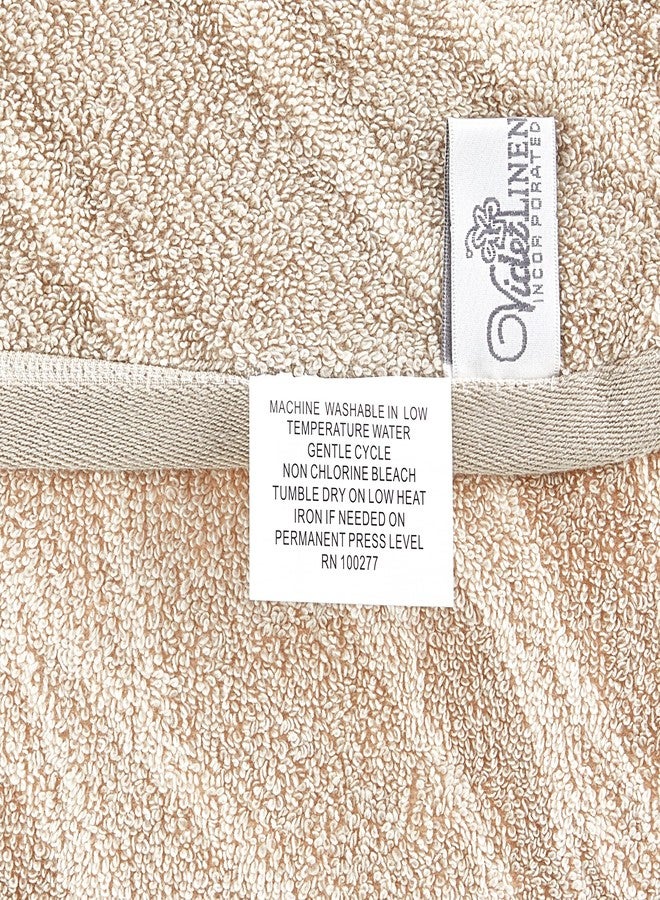 Videl LINEN
INCORPORATED
MACHINE WASHABLE IN LOW
TEMPERATURE WATER
GENTLE CYCLE
NON CHLORINE BLEACH
TUMBLE DRY ON LOW HEAT
IRON IF NEEDED ON
PERMANENT PRESS LEVEL
RN 100277